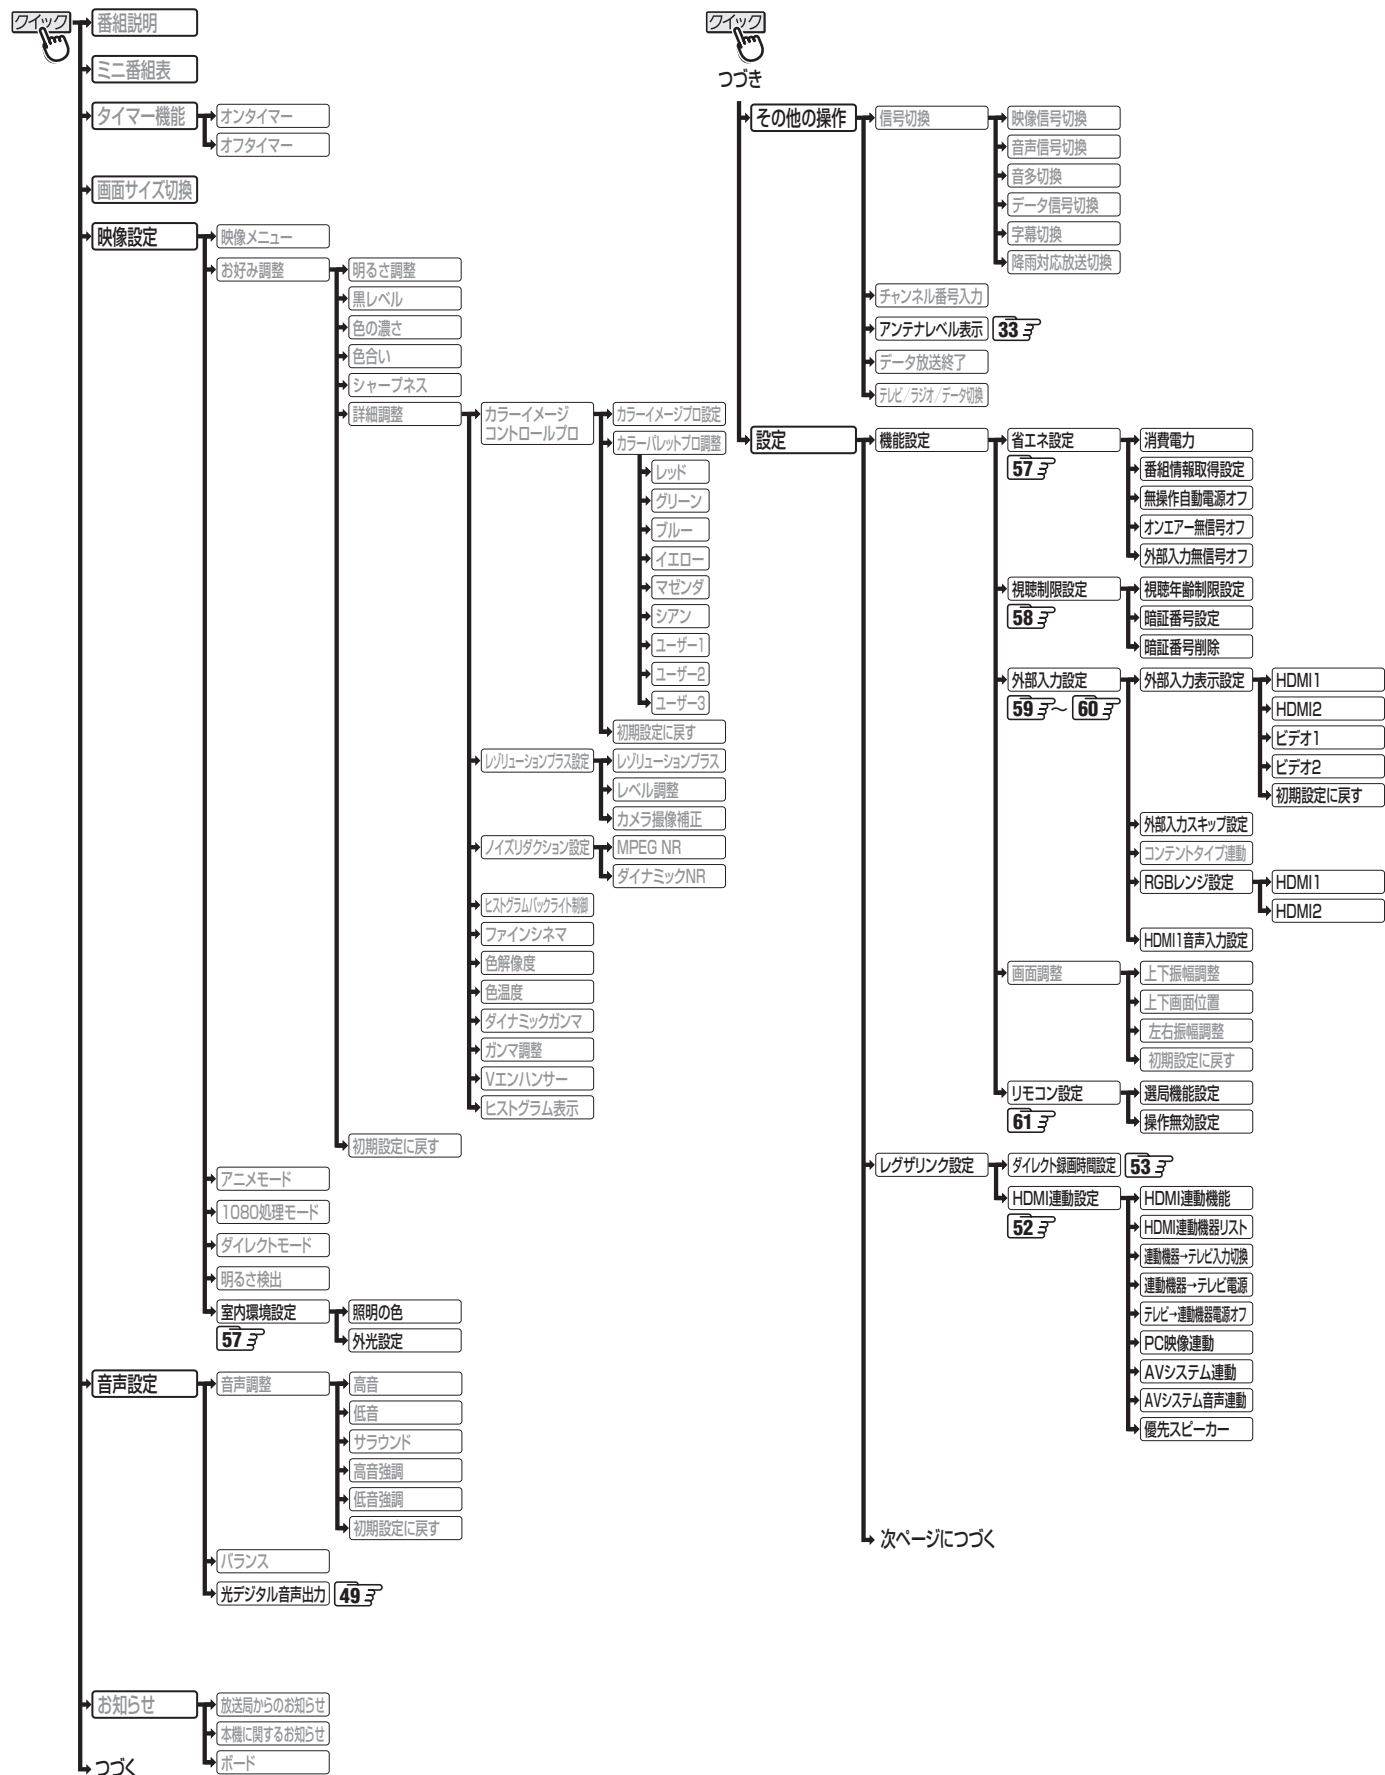 クイック
番組説明
ミニ番組表
タイマー機能
オンタイマー
オフタイマー
画面サイズ切換
映像設定
映像メニュー
お好み調整
明るさ調整
黒レベル
色の濃さ
色合い
シャープネス
詳細調整
カラーイメージ
コントロールプロ
カラーイメージプロ設定
カラーパレットプロ調整
レッド
グリーン
ブルー
イエロー
マゼンダ
シアン
ユーザー1
ユーザー2
ユーザー3
初期設定に戻す
レゾリューションプラス設定
レゾリューションプラス
レベル調整
カメラ撮像補正
ノイズリダクション設定
MPEG NR
ダイナミックNR
ヒストグラムバックライト制御
ファインシネマ
色解像度
色温度
ダイナミックガンマ
ガンマ調整
Vエンハンサー
ヒストグラム表示
初期設定に戻す
アニメモード
1080処理モード
ダイレクトモード
明るさ検出
室内環境設定
57
照明の色
外光設定
音声設定
音声調整
高音
低音
サラウンド
高音強調
低音強調
初期設定に戻す
バランス
光デジタル音声出力 49
お知らせ
放送局からのお知らせ
本機に関するお知らせ
ボード
つづく
クイック
つづき
その他の操作
信号切換
映像信号切換
音声信号切換
音多切換
データ信号切換
字幕切換
降雨対応放送切換
チャンネル番号入力
アンテナレベル表示 33
データ放送終了
テレビ/ラジオ/データ切換
設定
機能設定
省エネ設定
57
消費電力
番組情報取得設定
無操作自動電源オフ
オンエアー無信号オフ
外部入力無信号オフ
視聴制限設定
58
視聴年齢制限設定
暗証番号設定
暗証番号削除
外部入力設定
59 ～ 60
外部入力表示設定
HDMI1
HDMI2
ビデオ1
ビデオ2
初期設定に戻す
外部入力スキップ設定
コンテントタイプ連動
RGBレンジ設定
HDMI1
HDMI2
HDMI1音声入力設定
画面調整
上下振幅調整
上下画面位置
左右振幅調整
初期設定に戻す
リモコン設定
61
選局機能設定
操作無効設定
レグザリンク設定
ダイレクト録画時間設定 53
HDMI連動設定
52
HDMI連動機能
HDMI連動機器リスト
連動機器→テレビ入力切換
連動機器→テレビ電源
テレビ→連動機器電源オフ
PC映像連動
AVシステム連動
AVシステム音声連動
優先スピーカー
次ページにつづく